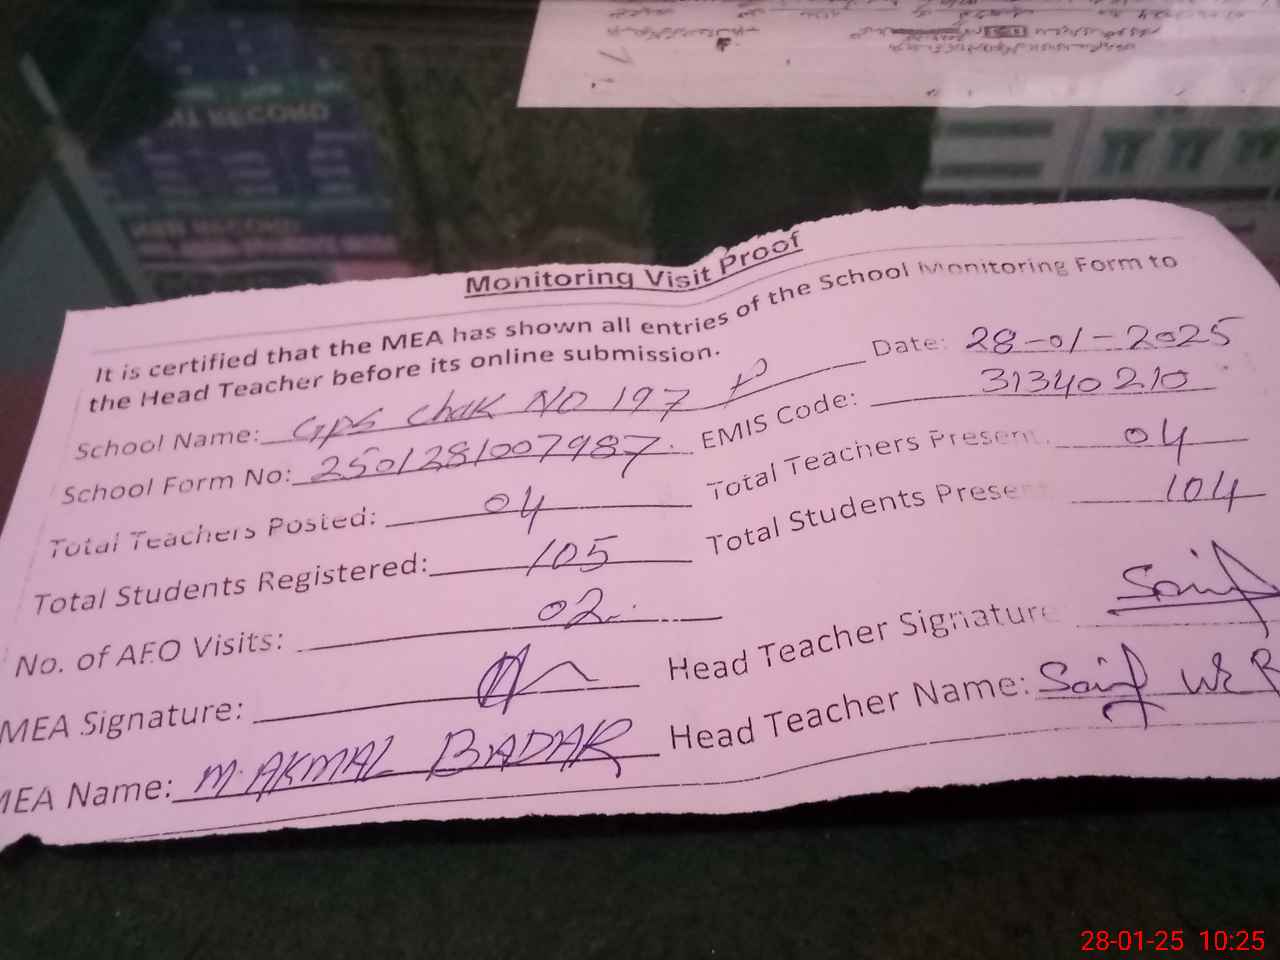 Monitoring Visit Proof
It is certified that the MEA has shown all entries of the School Monitoring Form to
the Head Teacher before its online submission.
Date: 28-01-2025
School Name: GPS Chak NO 197 P
EMIS Code: 31340210
School Form No: 2501281007987
Total Teachers Present: 04
Total Teachers Posted: 04
Total Students Present 104
Total Students Registered: 105
No. of AEO Visits: 02
Head Teacher Signature
MEA Signature:
Head Teacher Name: Saif
MEA Name: M. AKMAL BADAR
RECORD
28-01-25 10:25